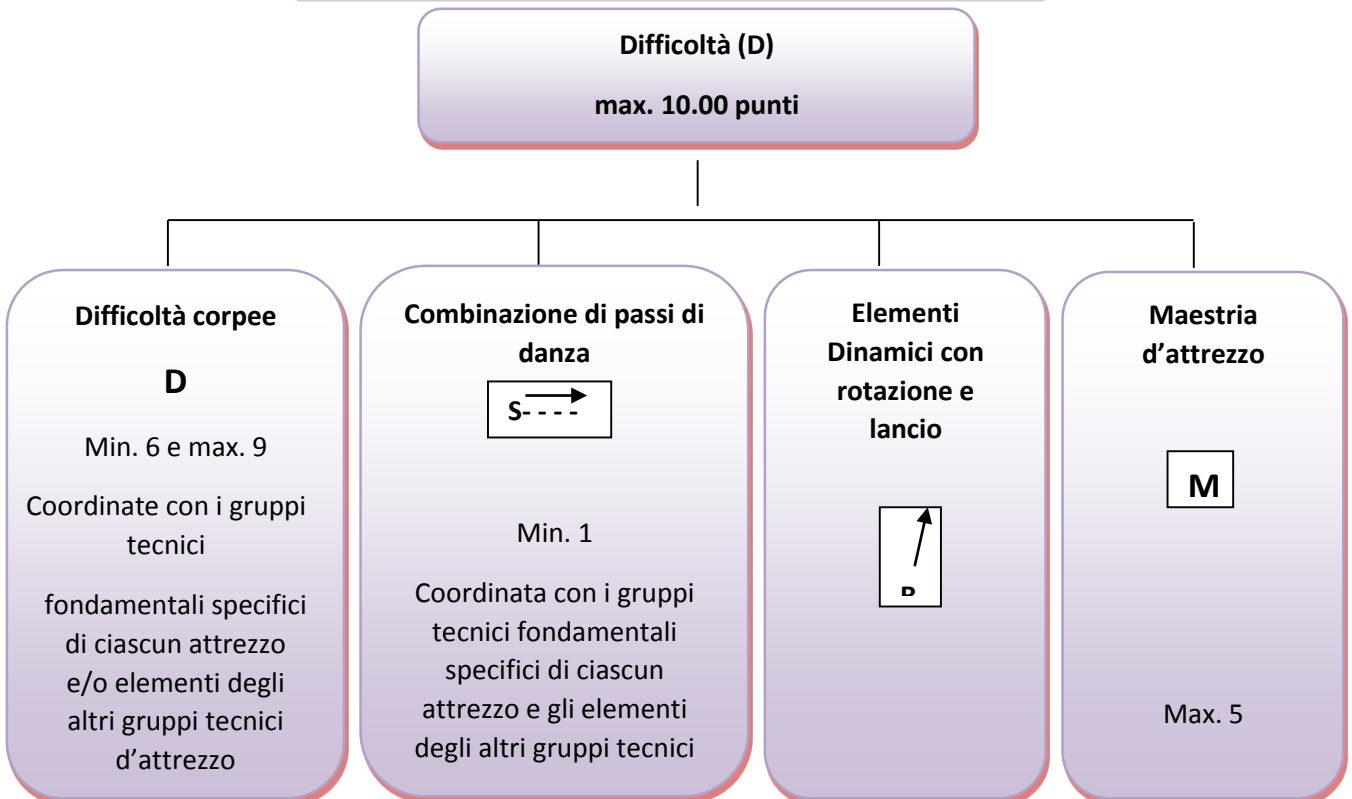 Difficoltà (D)
max. 10.00 punti
Difficoltà corpee
D
Min. 6 e max. 9
Coordinate con i gruppi
tecnici
fondamentali specifici
di ciascun attrezzo
e/o elementi degli
altri gruppi tecnici
d'attrezzo
Combinazione di passi di
danza
S- - - -
Min. 1
Coordinata con i gruppi
tecnici fondamentali
specifici di ciascun
attrezzo e gli elementi
degli altri gruppi tecnici
Elementi
Dinamici con
rotazione e
lancio
Maestria
d'attrezzo
M
Max. 5